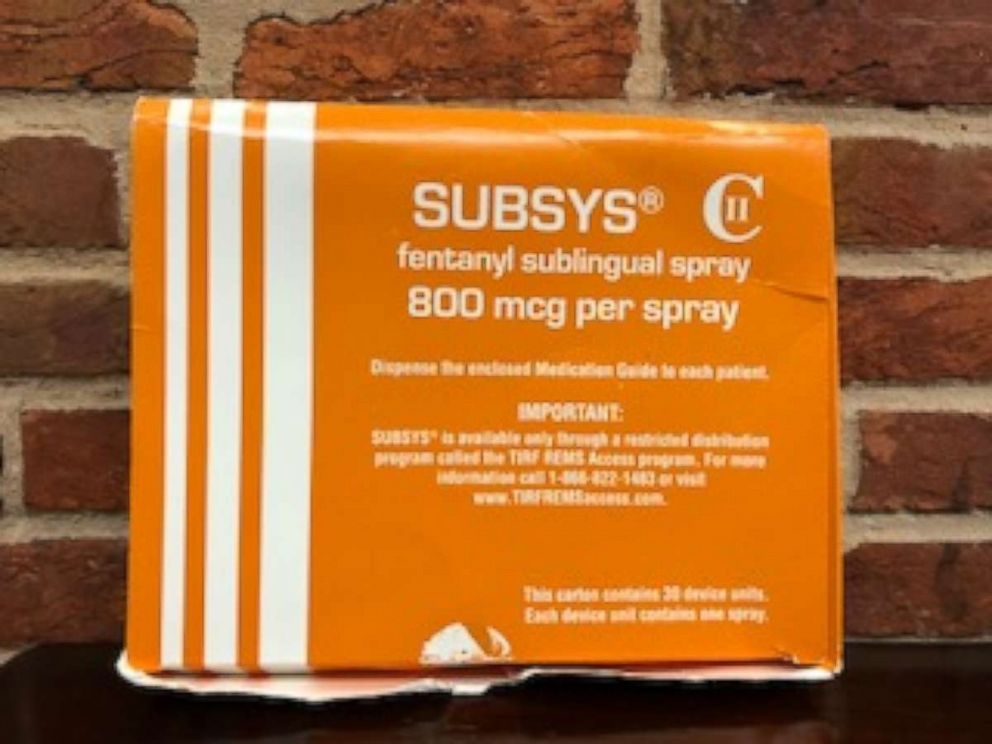 SUBSYS® CII
fentanyl sublingual spray
800 mcg per spray
Dispense the enclosed Medication Guide to each patient.
IMPORTANT:
SUBSYS® is available only through a restricted distribution
program called the TIRF REMS Access program. For more
information call 1-866-822-1483 or visit
www.TIRFREMSaccess.com.
This carton contains 30 device units.
Each device unit contains one spray.